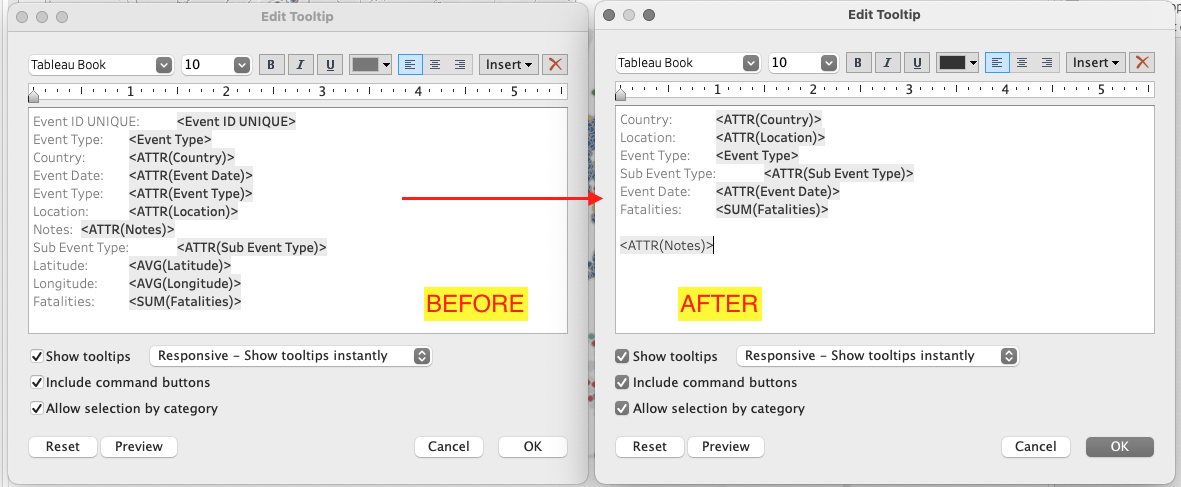 Edit Tooltip
Tableau Book 10 B I U Insert
1 2 3 4 5
Event ID UNIQUE: <Event ID UNIQUE>
Event Type: <Event Type>
Country: <ATTR(Country)>
Event Date: <ATTR(Event Date)>
Event Type: <ATTR(Event Type)>
Location: <ATTR(Location)>
Notes: <ATTR(Notes)>
Sub Event Type: <ATTR(Sub Event Type)>
Latitude: <AVG(Latitude)>
Longitude: <AVG(Longitude)>
Fatalities: <SUM(Fatalities)>
BEFORE
Show tooltips Responsive – Show tooltips instantly
Include command buttons
Allow selection by category
Reset Preview Cancel OK
Edit Tooltip
Tableau Book 10 B I U Insert
1 2 3 4 5
Country: <ATTR(Country)>
Location: <ATTR(Location)>
Event Type: <Event Type>
Sub Event Type: <ATTR(Sub Event Type)>
Event Date: <ATTR(Event Date)>
Fatalities: <SUM(Fatalities)>
<ATTR(Notes)>
AFTER
Show tooltips Responsive – Show tooltips instantly
Include command buttons
Allow selection by category
Reset Preview Cancel OK